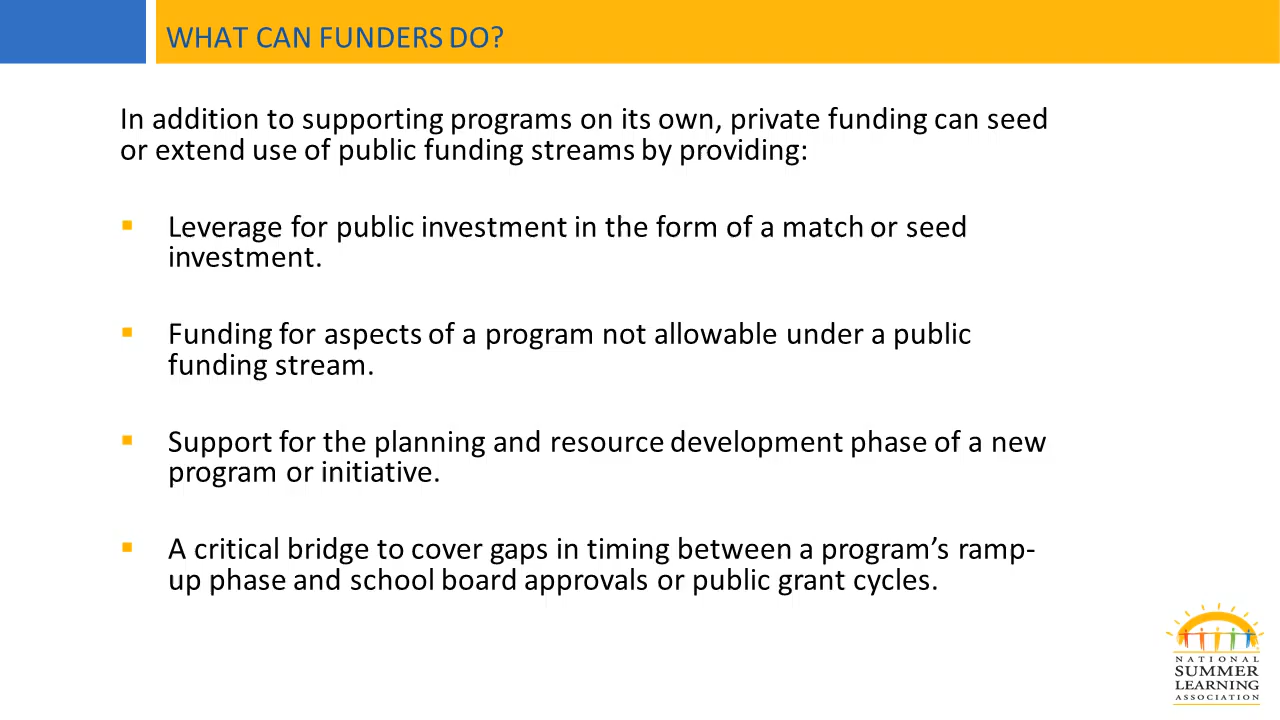 WHAT CAN FUNDERS DO?
In addition to supporting programs on its own, private funding can seed
or extend use of public funding streams by providing:
Leverage for public investment in the form of a match or seed
investment.
Funding for aspects of a program not allowable under a public
funding stream.
Support for the planning and resource development phase of a new
program or initiative.
A critical bridge to cover gaps in timing between a program’s ramp-
up phase and school board approvals or public grant cycles.
NATIONAL
SUMMER
LEARNING
ASSOCIATION